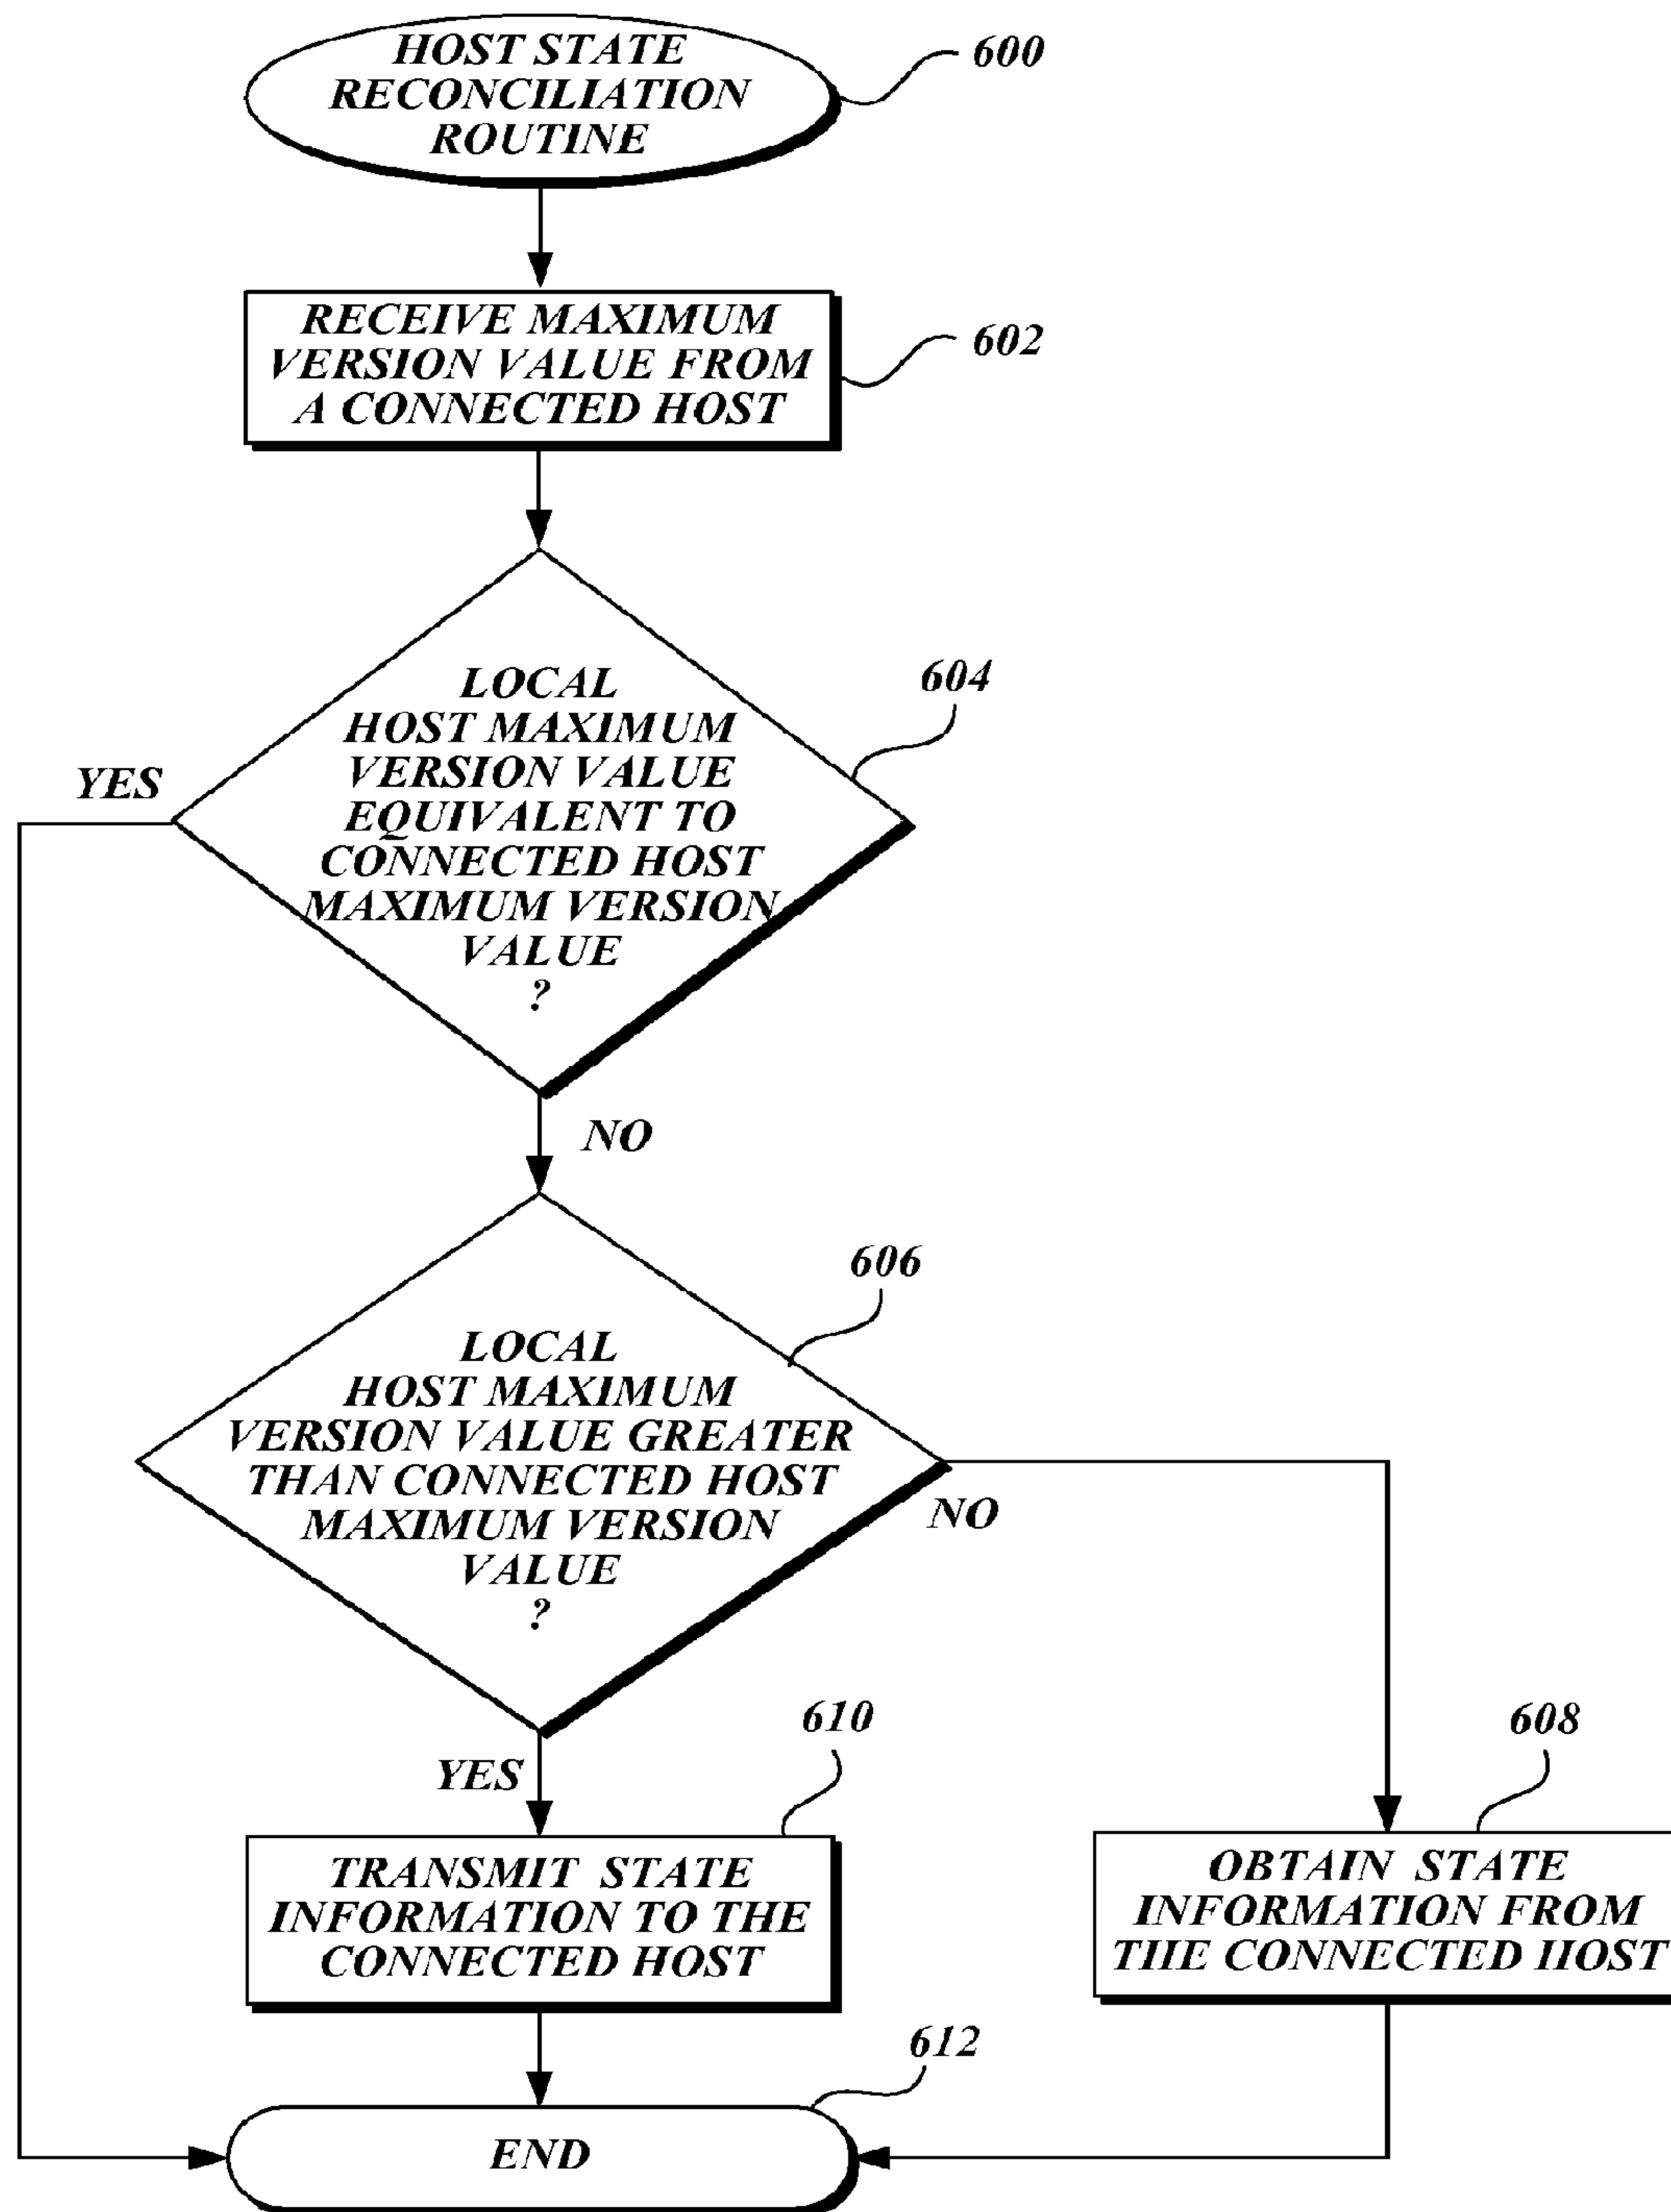 HOST STATE
RECONCILIATION
ROUTINE
600
RECEIVE MAXIMUM
VERSION VALUE FROM
A CONNECTED HOST
602
LOCAL
HOST MAXIMUM
VERSION VALUE
EQUIVALENT TO
CONNECTED HOST
MAXIMUM VERSION
VALUE
?
604
YES
NO
LOCAL
HOST MAXIMUM
VERSION VALUE GREATER
THAN CONNECTED HOST
MAXIMUM VERSION
VALUE
?
606
NO
YES
610
TRANSMIT STATE
INFORMATION TO THE
CONNECTED HOST
608
OBTAIN STATE
INFORMATION FROM
THE CONNECTED HOST
612
END